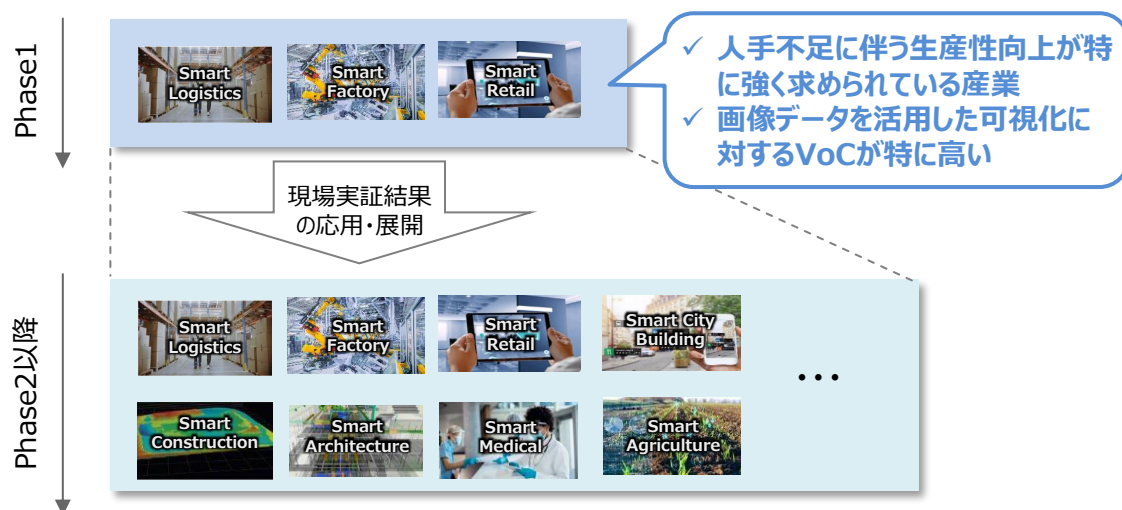 Phase1
Smart
Logistics
Smart
Factory
Smart
Retail
✓ 人手不足に伴う生産性向上が特
に強く求められている産業
✓ 画像データを活用した可視化に
対するVoCが特に高い
現場実証結果
の応用・展開
Phase2以降
Smart
Logistics
Smart
Factory
Smart
Retail
Smart City
Building
…
Smart
Construction
Smart
Architecture
Smart
Medical
Smart
Agriculture